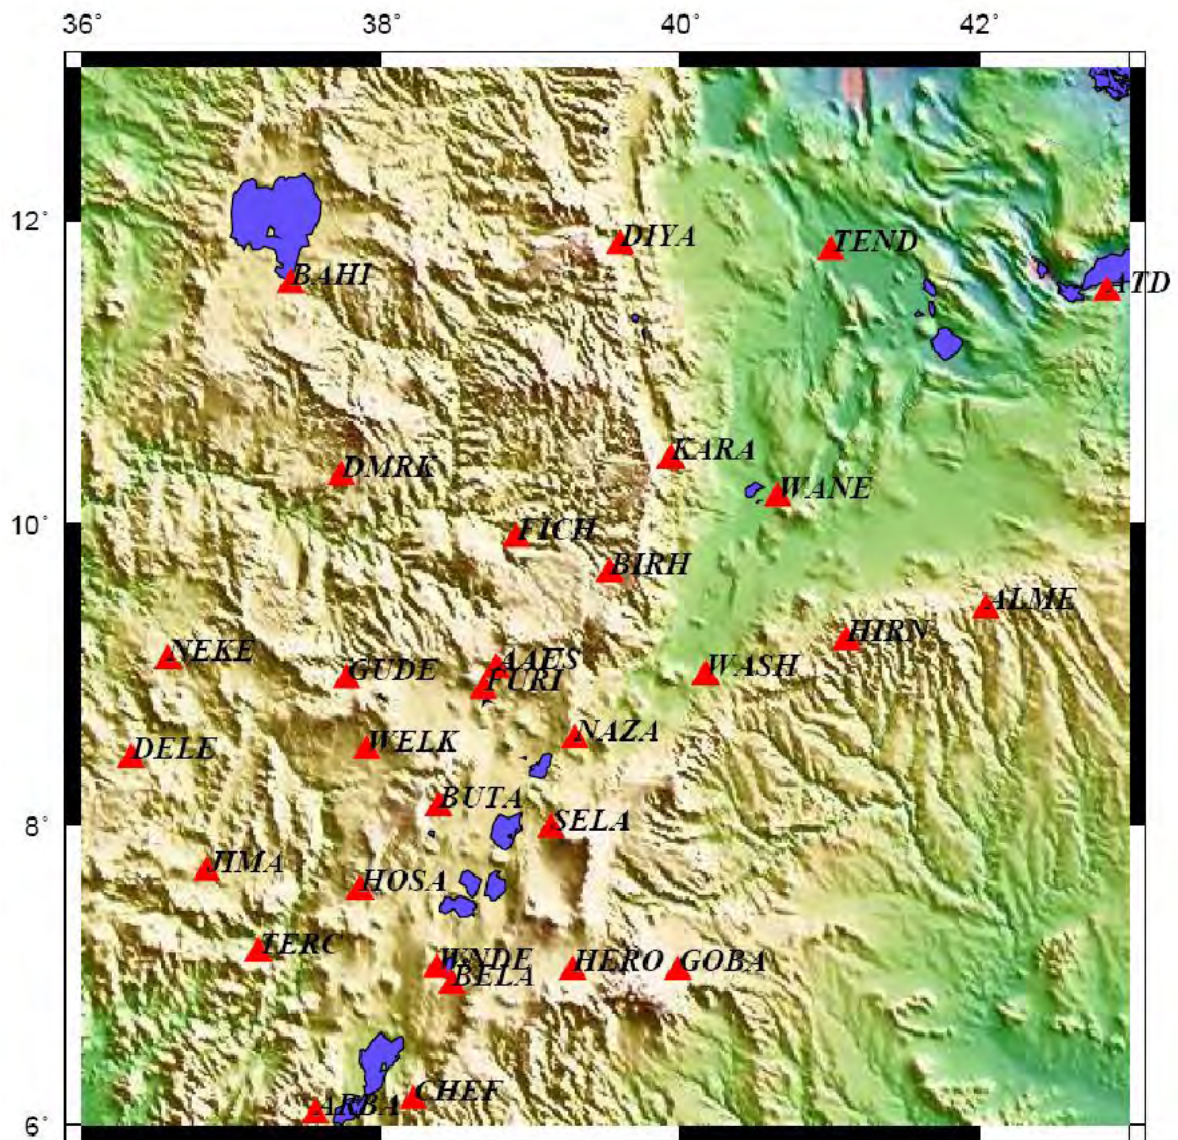 36° 38° 40° 42°
12°
DIYA
TEND
BAHI
ATD
KARA
DMRK
WANE
10°
FICH
BIRH
ALME
HIRN
NEKE
AAES
WASH
GUDE
FURI
NAZA
WELK
DELE
BUTA
8°
SELA
JIMA
HOSA
TERC
WNDE
HERO
GOBA
BELA
CHEF
ARBA
6°